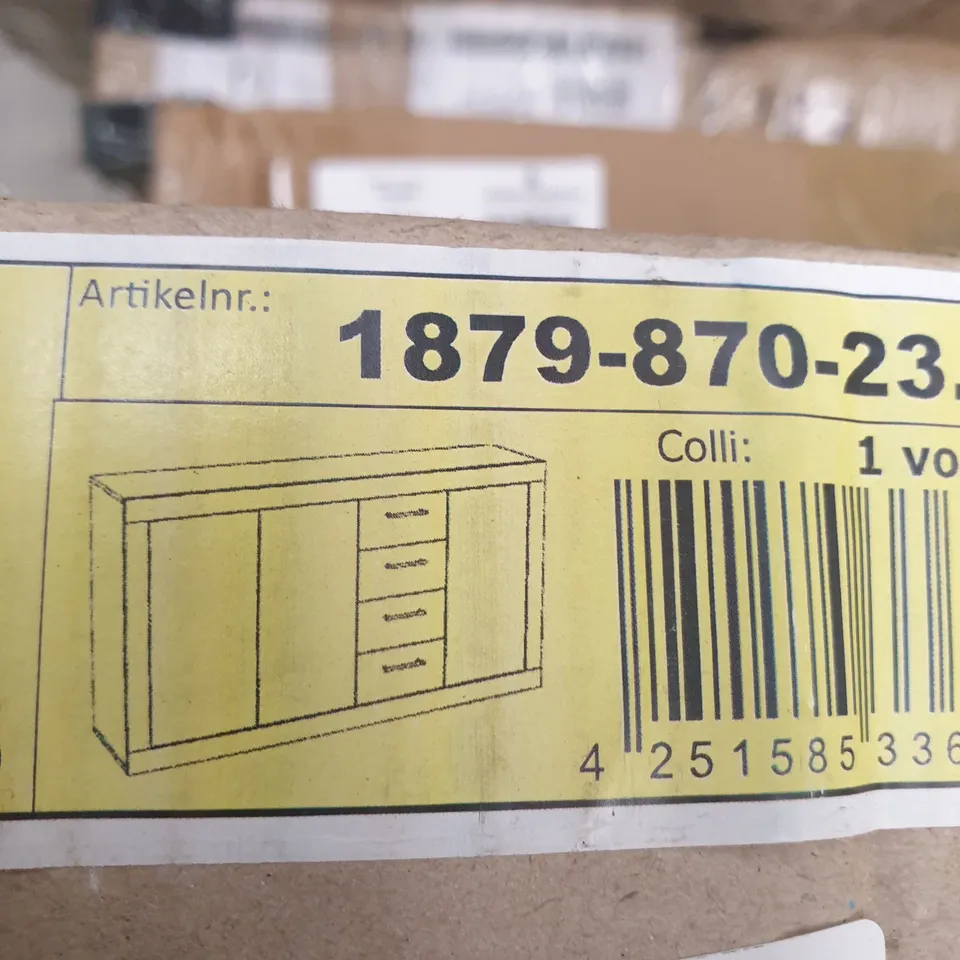 Artikelnr.: 1879-870-23.
Colli: 1 vo
4 251585 336